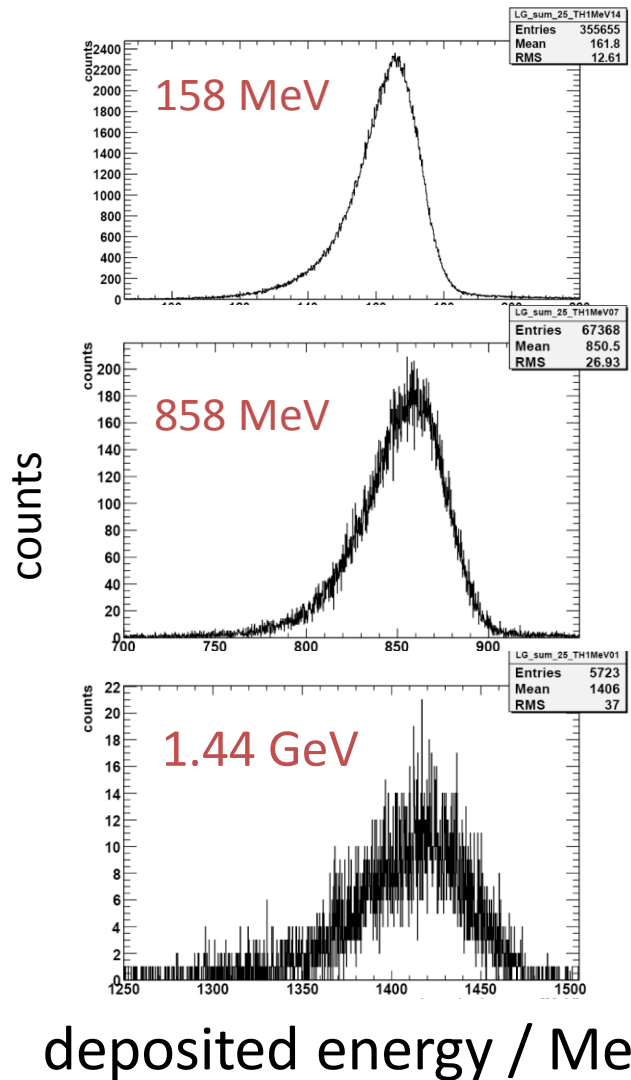 LG_sum_25_TH1MeV14
Entries 355655
Mean 161.8
RMS 12.61
counts
2400
2200
2000
1800
1600
1400
1200
1000
800
600
400
200
0
158 MeV
LG_sum_25_TH1MeV07
Entries 67368
Mean 850.5
RMS 26.93
counts
200
180
160
140
120
100
80
60
40
20
0
858 MeV
700 750 800 850 900
counts
LG_sum_25_TH1MeV01
Entries 5723
Mean 1406
RMS 37
counts
22
20
18
16
14
12
10
8
6
4
2
0
1.44 GeV
1250 1300 1350 1400 1450 1500
deposited energy / Me